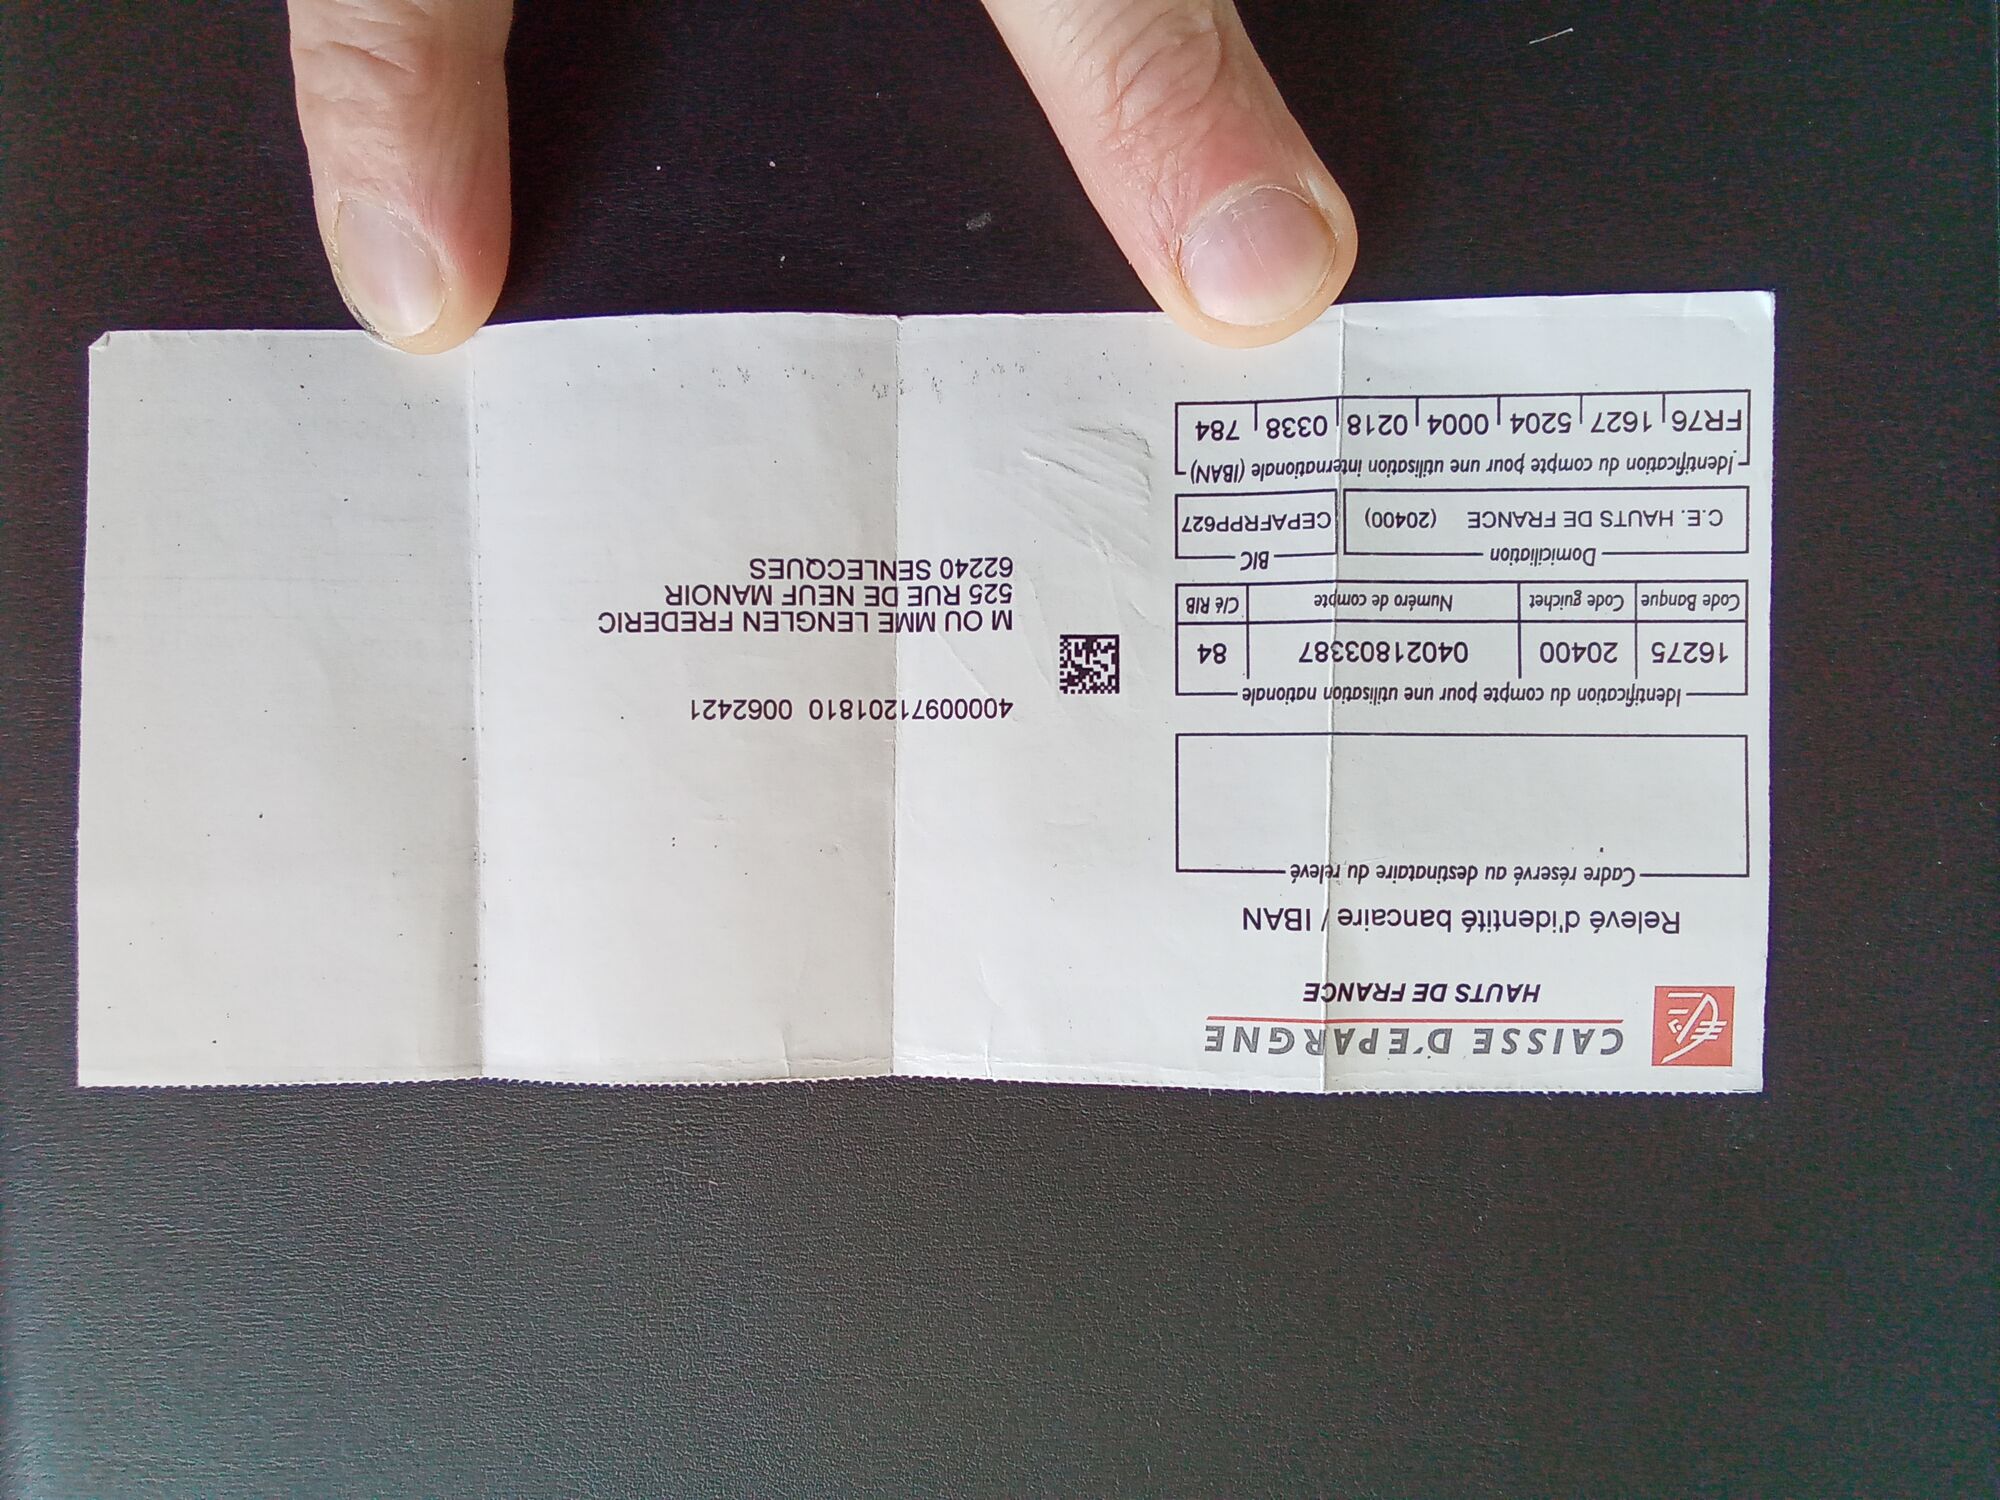 CAISSE D'EPARGNE
HAUTS DE FRANCE
Relevé d'identité bancaire / IBAN
Cadre réservé au destinataire du relevé
Identification du compte pour une utilisation nationale
16275 20400 04021803387 84
Code Banque Code guichet Numéro de compte Clé RIB
Domiciliation BIC
C.E. HAUTS DE FRANCE (20400) CEPAFRPP627
Identification du compte pour une utilisation internationale (IBAN)
FR76 1627 5204 0004 0218 0338 784
4000097120181​0 0062421
M OU MME LENGLEN FREDERIC
525 RUE DE NEUF MANOIR
62240 SENLECQUES